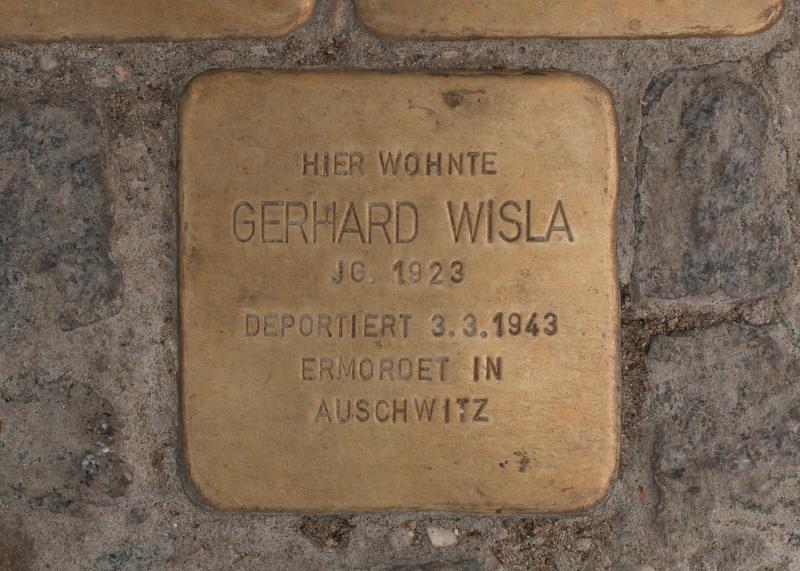 HIER WOHNTE
GERHARD WISLA
JG. 1923
DEPORTIERT 3.3.1943
ERMORDET IN
AUSCHWITZ